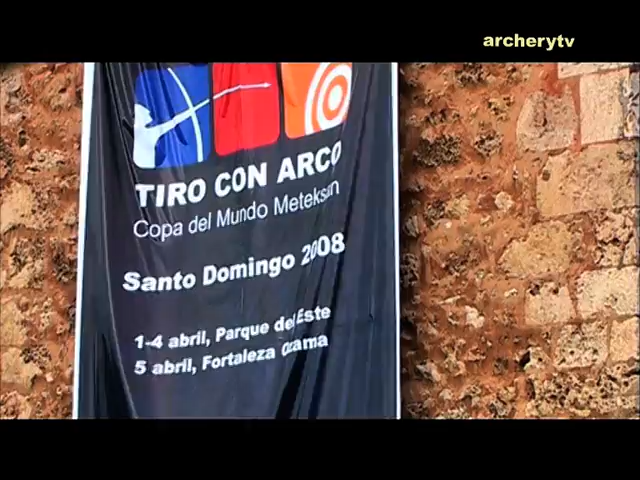 archerytv
TIRO CON ARCO
Copa del Mundo Meteksan
Santo Domingo 2008
1-4 abril, Parque del Este
5 abril, Fortaleza Ozama